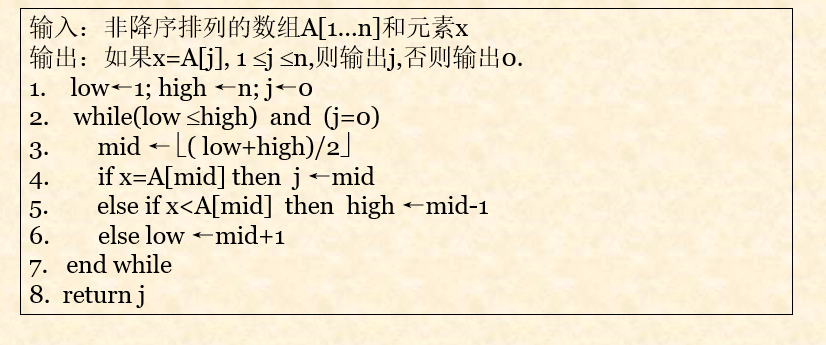 输入：非降序排列的数组A[1...n]和元素x
输出：如果x=A[j], 1 ≤j ≤n,则输出j,否则输出0.
1. low←1; high ←n; j←0
2. while(low ≤high) and (j=0)
3. mid ←⌊( low+high)/2⌋
4. if x=A[mid] then j ←mid
5. else if x<A[mid] then high ←mid-1
6. else low ←mid+1
7. end while
8. return j